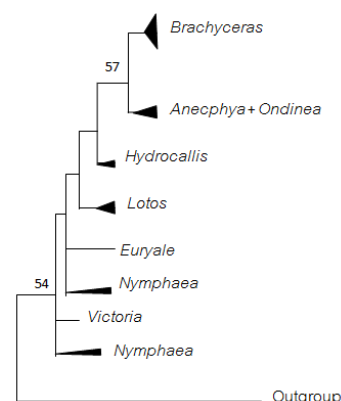 Brachyceras
57
Anecphya + Ondinea
Hydrocallis
Lotos
Euryale
54
Nymphaea
Victoria
Nymphaea
Outgroup